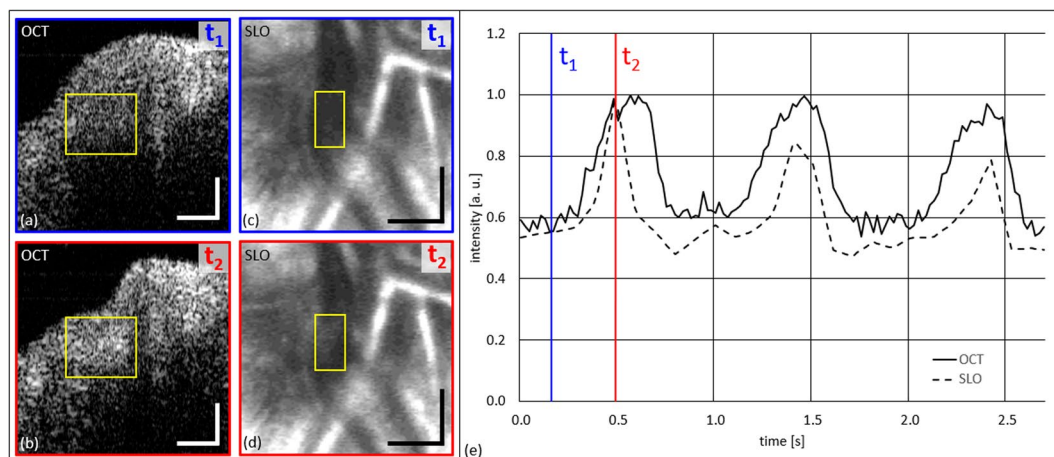 OCT
t1
(a)
SLO
t1
(c)
OCT
t2
(b)
SLO
t2
(d)
t1
t2
intensity [a. u.]
1.2
1.0
0.8
0.6
0.4
0.2
0.0
0.0
0.5
1.0
1.5
2.0
2.5
time [s]
OCT
SLO
(e)